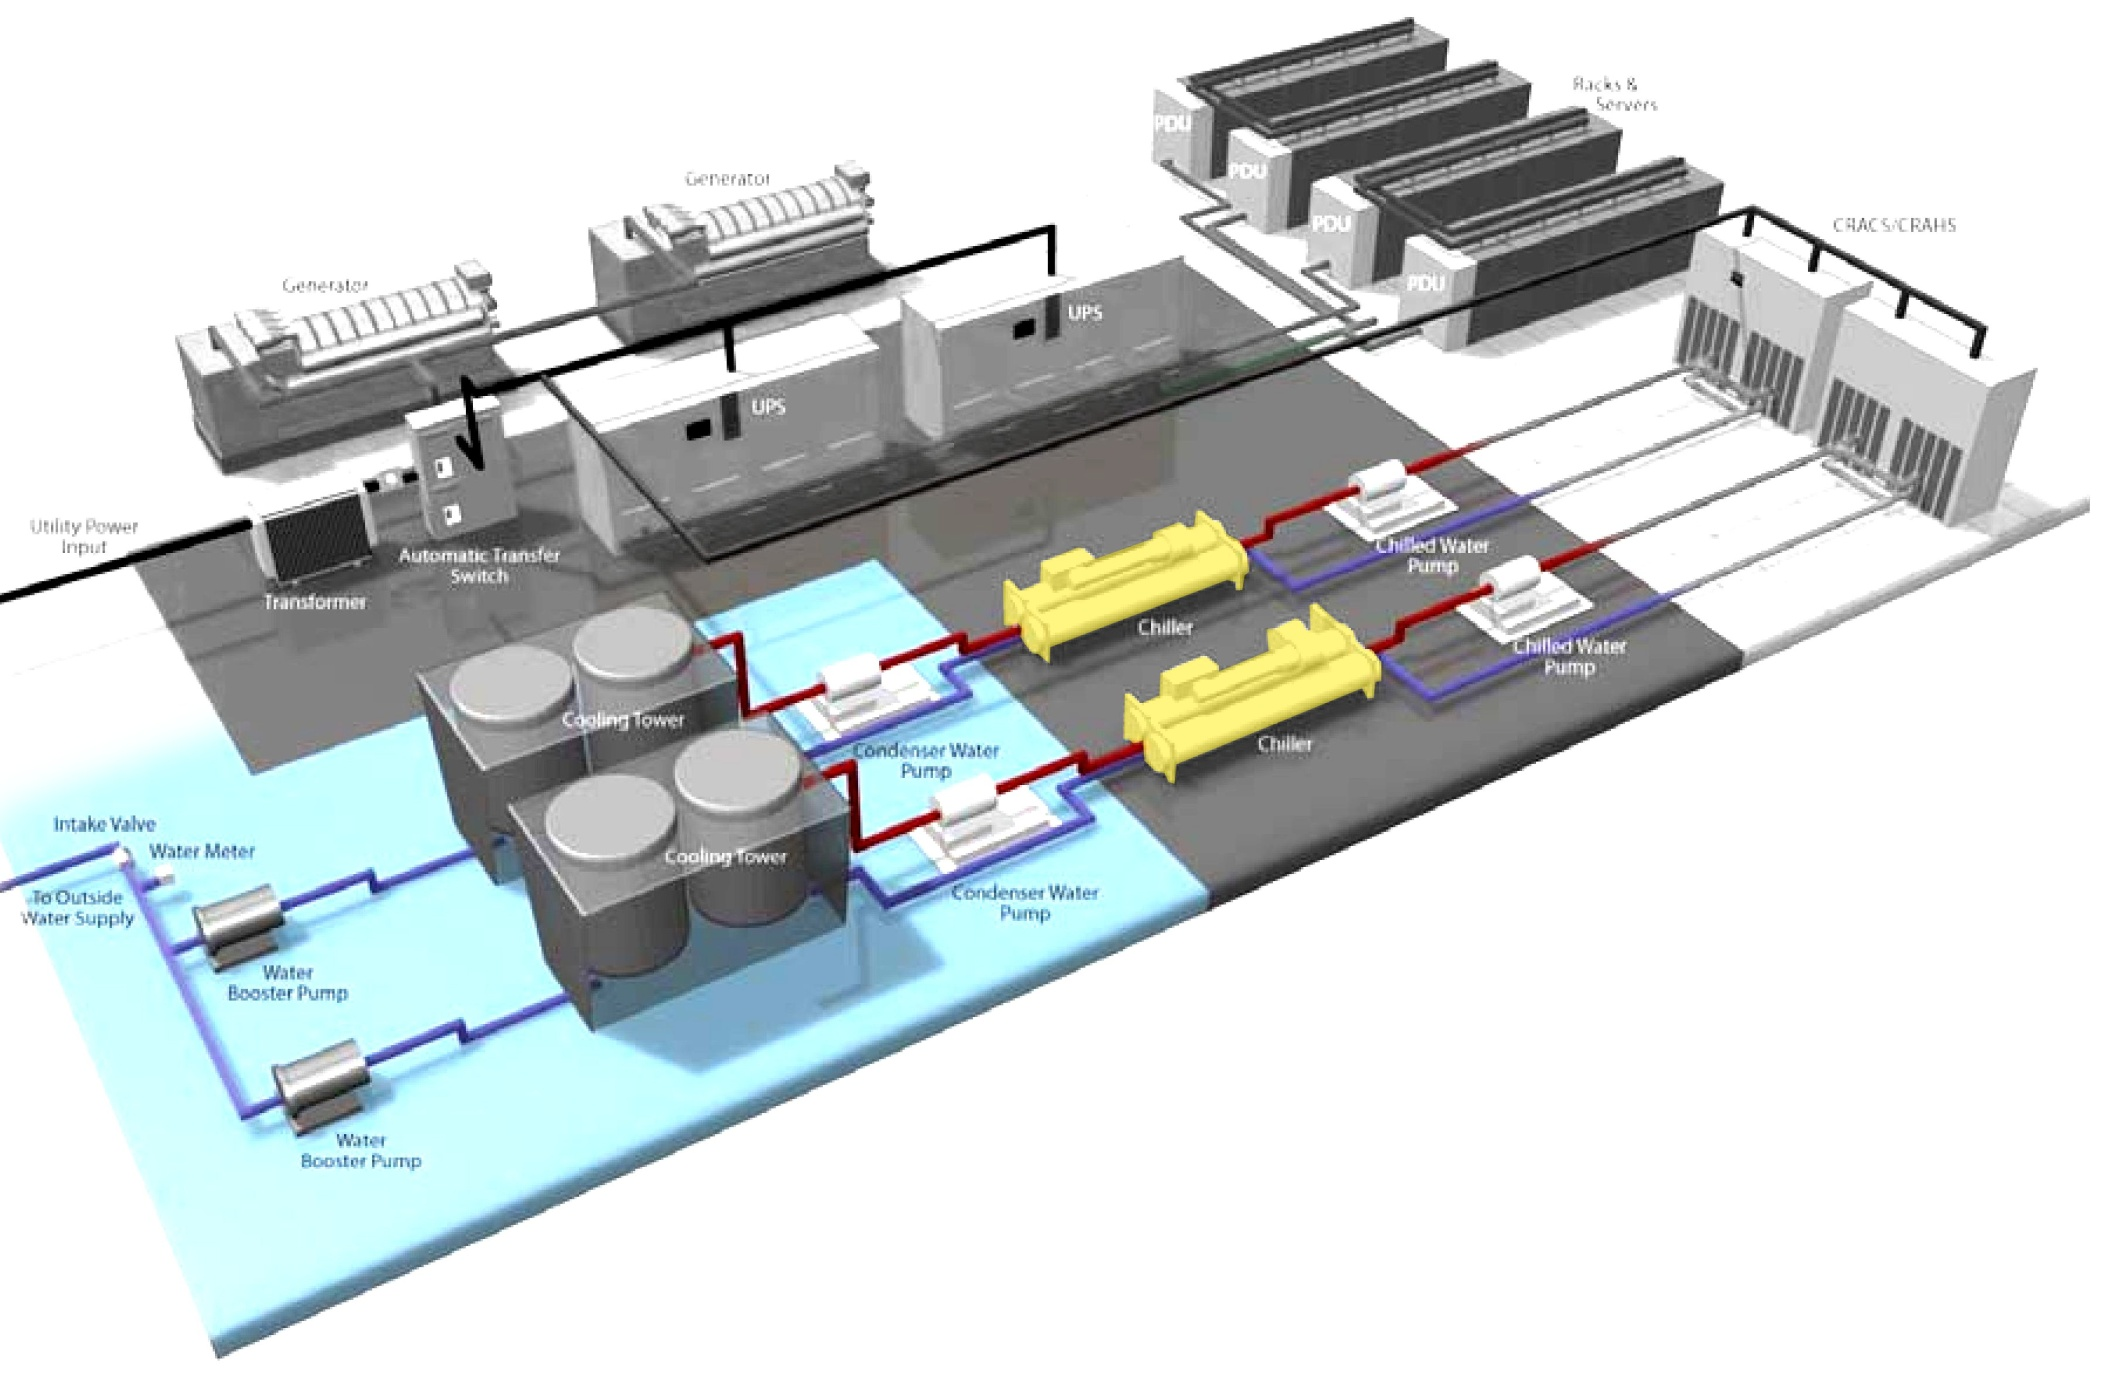 Racks &
Servers
PDU
PDU
PDU
PDU
Generator
Generator
CRACS/CRAHS
UPS
UPS
Utility Power
Input
Automatic Transfer
Switch
Transformer
Chilled Water
Pump
Chiller
Chilled Water
Pump
Cooling Tower
Chiller
Condenser Water
Pump
Intake Valve
Water Meter
Cooling Tower
To Outside
Water Supply
Condenser Water
Pump
Water
Booster Pump
Water
Booster Pump